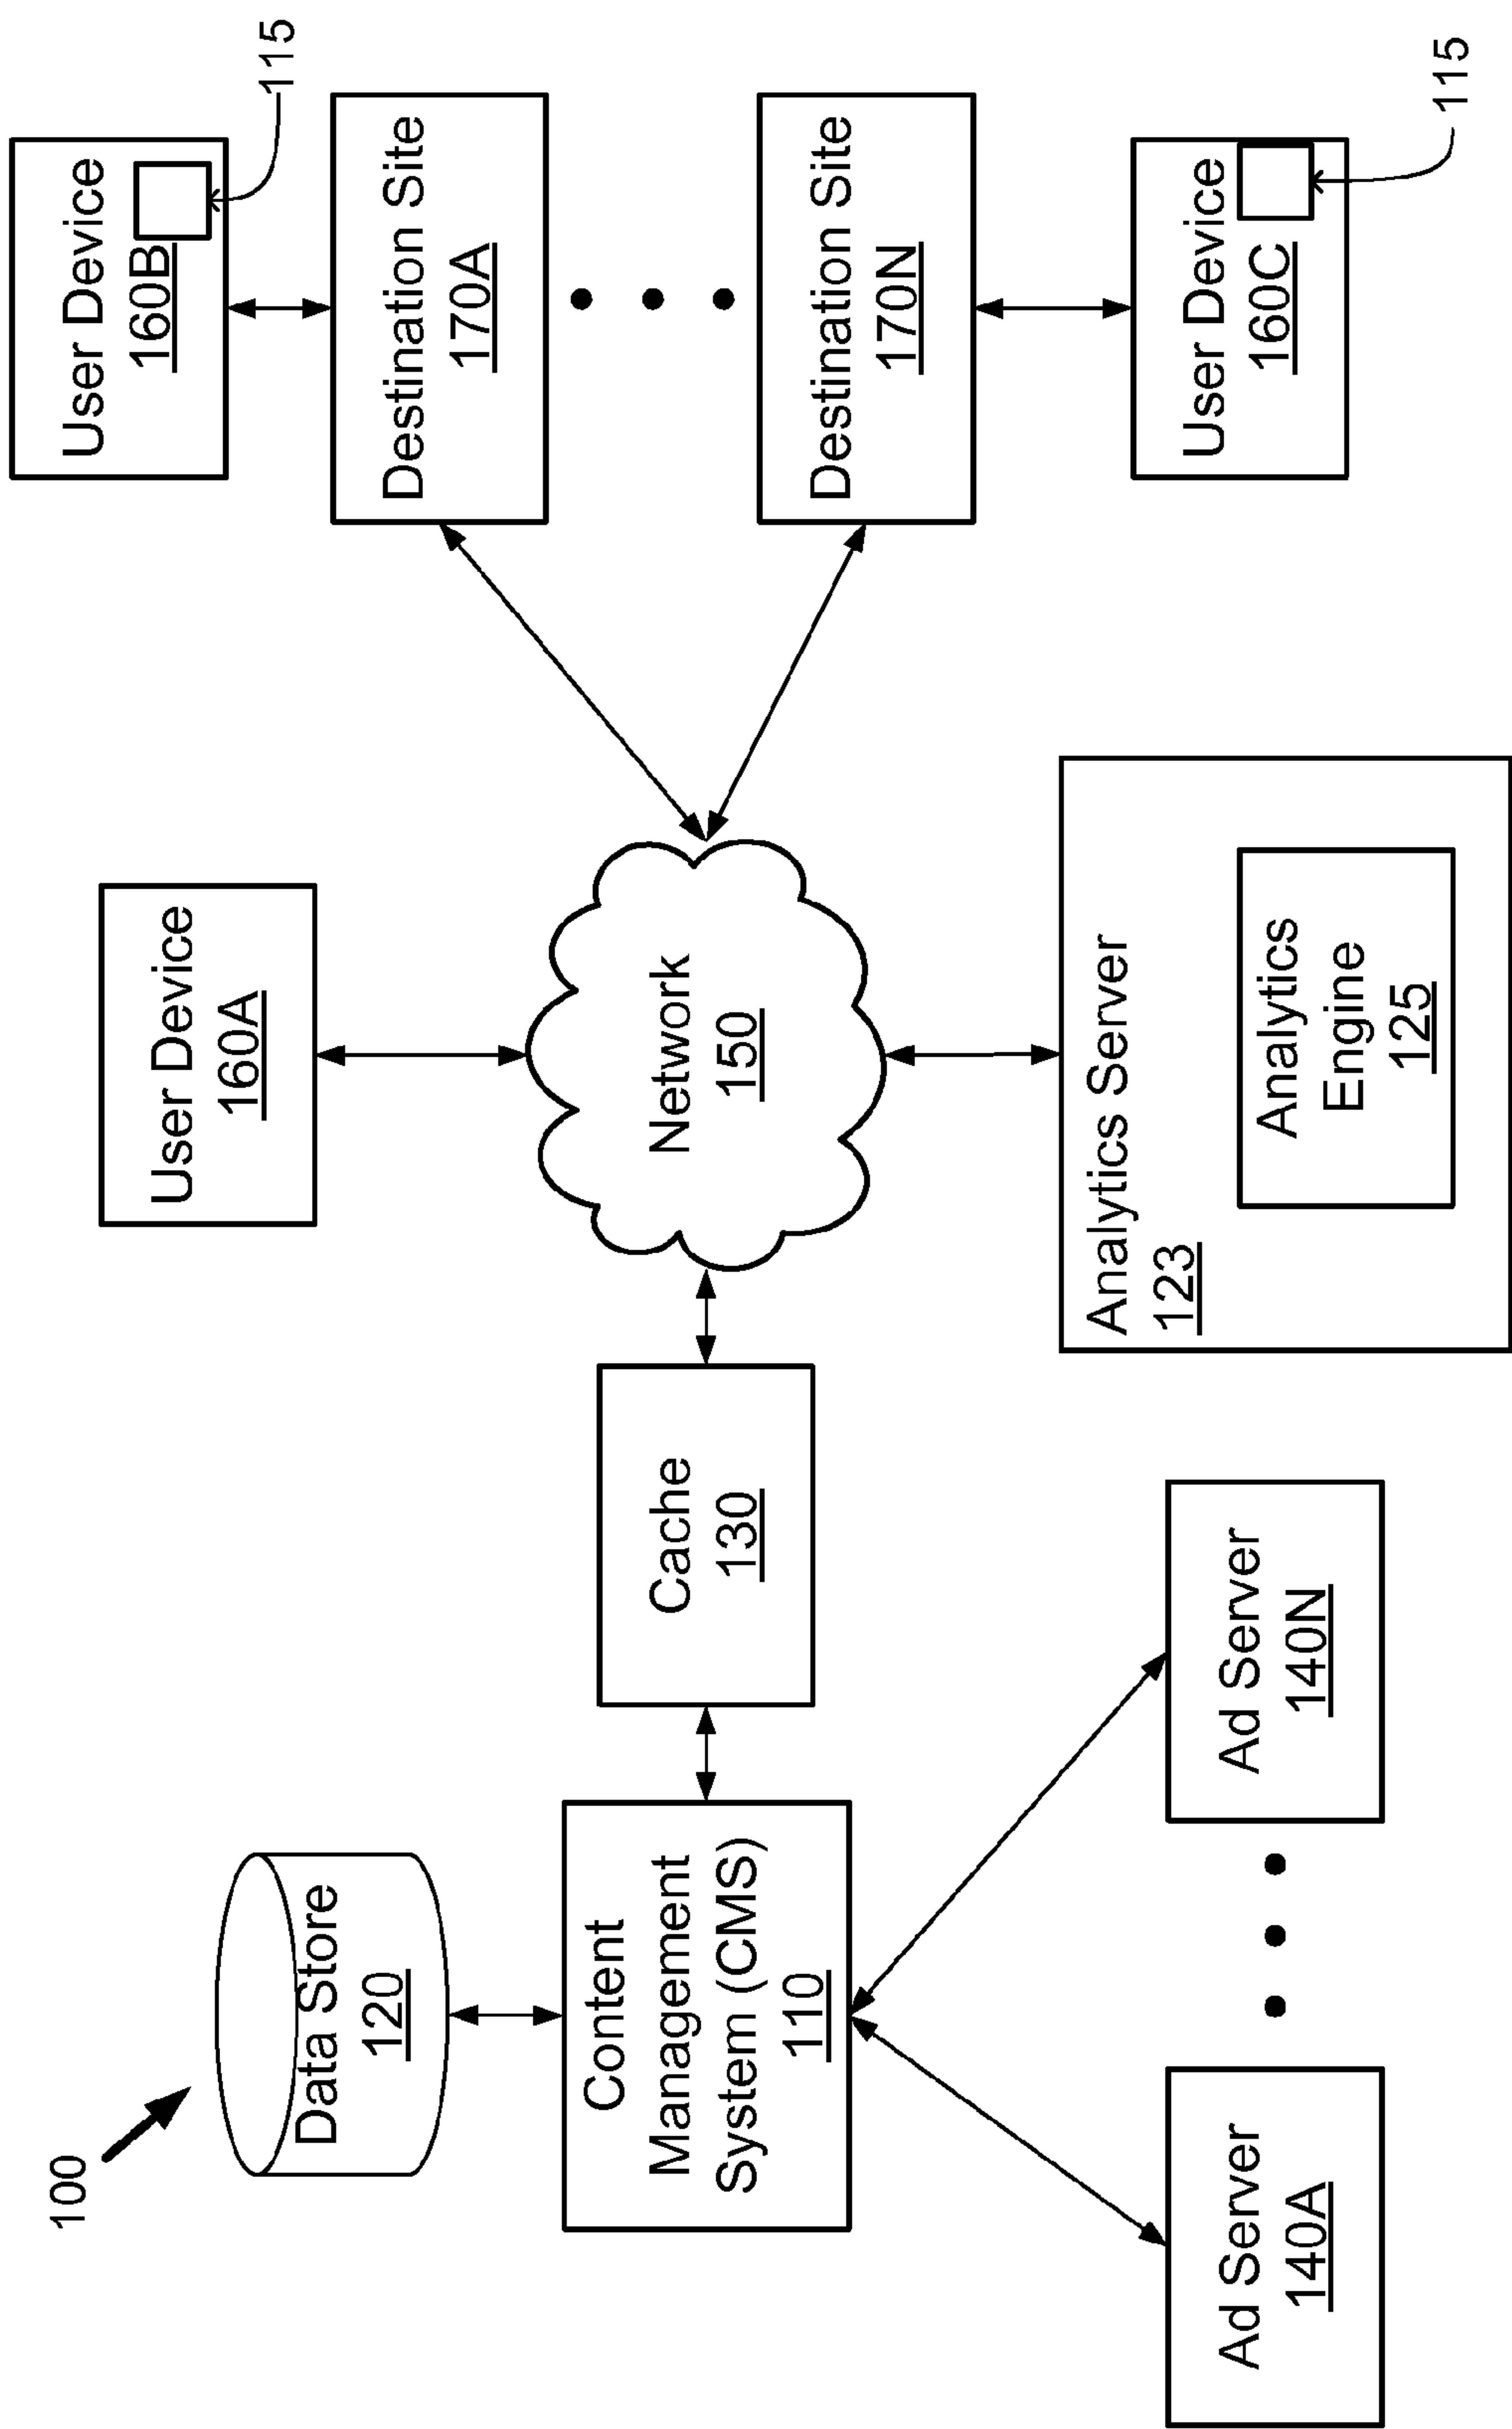 100
Data Store
120
Content
Management
System (CMS)
110
Ad Server
140A
Ad Server
140N
Cache
130
User Device
160A
Network
150
Analytics Server
123
Analytics
Engine
125
User Device
160B
115
Destination Site
170A
Destination Site
170N
User Device
160C
115